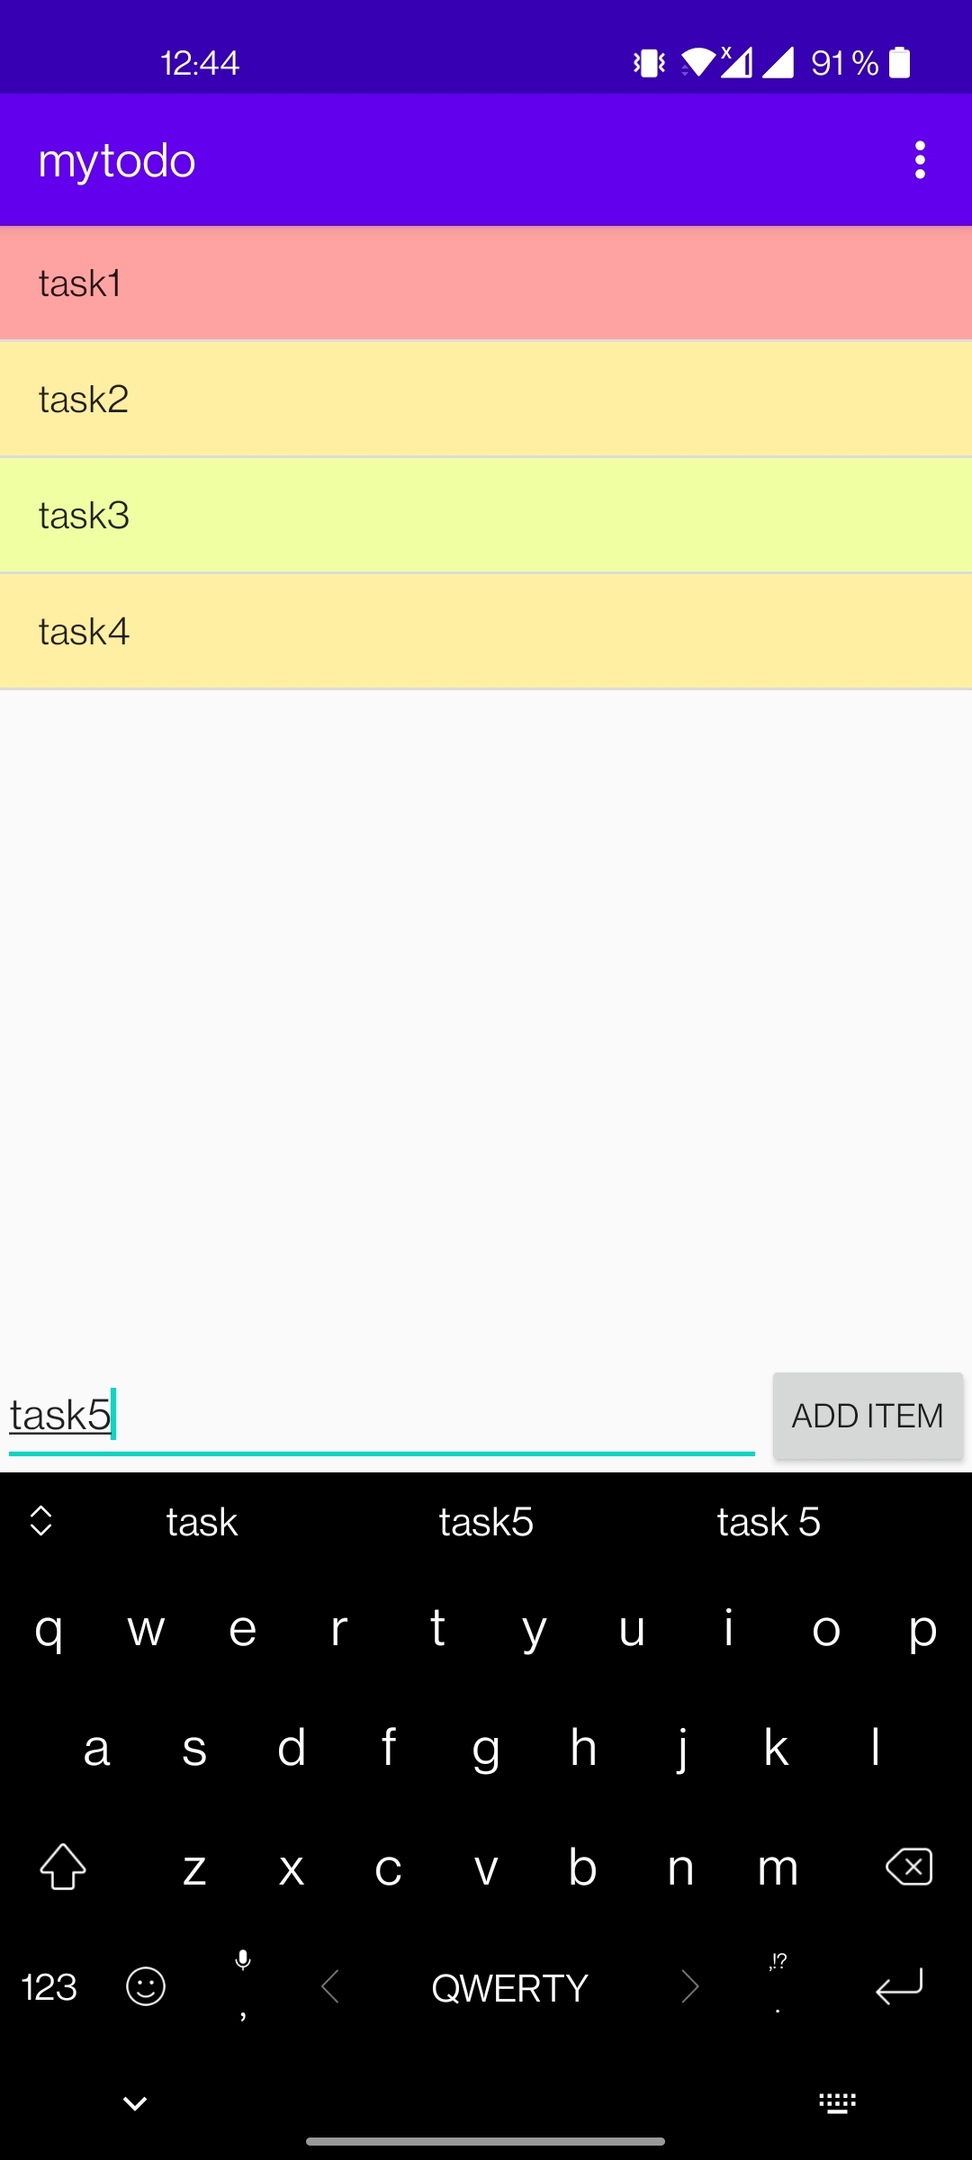 12:44 91 %
mytodo
task1
task2
task3
task4
task5 ADD ITEM
task task5 task 5
q w e r t y u i o p
a s d f g h j k l
z x c v b n m
123 , QWERTY ,!? .